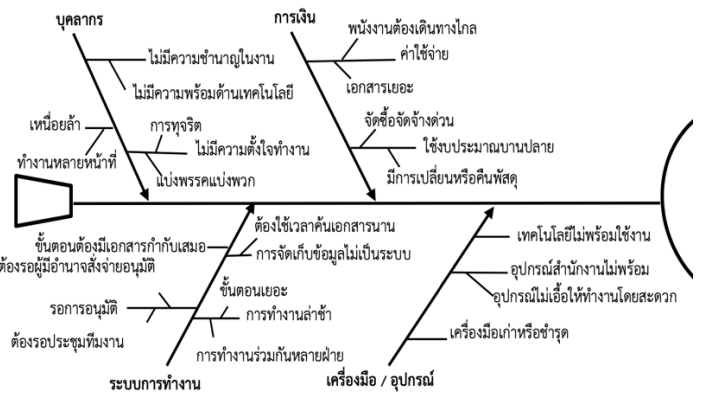 บุคลากร
การเงิน
พนังงานต้องเดินทางไกล
ค่าใช้จ่าย
ไม่มีความชำนาญในงาน
ไม่มีความพร้อมด้านเทคโนโลยี
เอกสารเยอะ
เหนื่อยล้า
การทุจริต
จัดซื้อจัดจ้างด่วน
ไม่มีความตั้งใจทำงาน
ใช้งบประมาณบานปลาย
ทำงานหลายหน้าที่
แบ่งพรรคแบ่งพวก
มีการเปลี่ยนหรือคืนพัสดุ
ต้องใช้เวลาค้นเอกสารนาน
เทคโนโลยีไม่พร้อมใช้งาน
ขั้นตอนต้องมีเอกสารกำกับเสมอ
การจัดเก็บข้อมูลไม่เป็นระบบ
ต้องรอผู้มีอำนาจสั่งจ่ายอนุมัติ
อุปกรณ์สำนักงานไม่พร้อม
ขั้นตอนเยอะ
อุปกรณ์ไม่เอื้อให้ทำงานโดยสะดวก
รอการอนุมัติ
การทำงานล่าช้า
เครื่องมือเก่าหรือชำรุด
ต้องรอประชุมทีมงาน
การทำงานร่วมกันหลายฝ่าย
ระบบการทำงาน
เครื่องมือ / อุปกรณ์